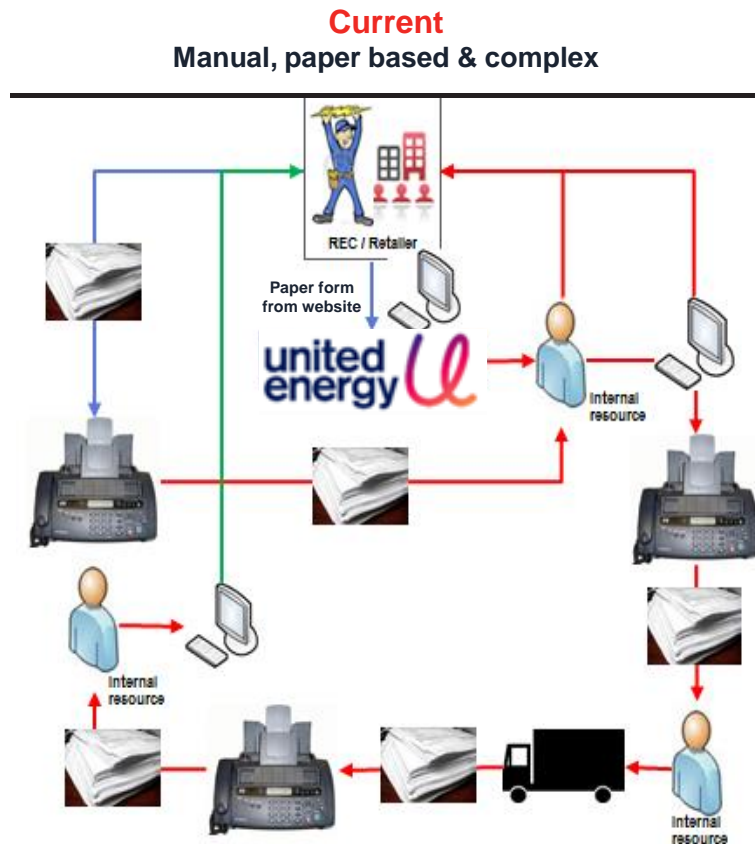 Current
Manual, paper based & complex
REC / Retailer
Paper form
from website
united
energy
Internal
resource
Internal
resource
Internal
resource